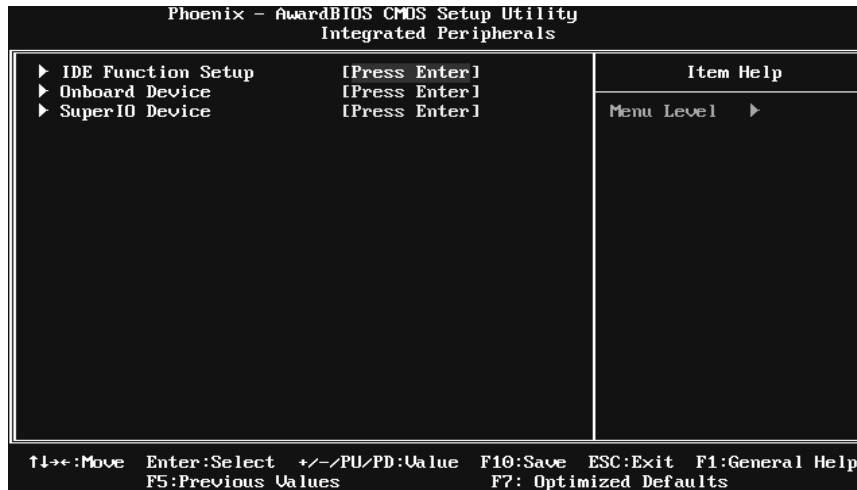 Phoenix - AwardBIOS CMOS Setup Utility
Integrated Peripherals
▶ IDE Function Setup [Press Enter]
▶ Onboard Device [Press Enter]
▶ SuperIO Device [Press Enter]
Item Help
Menu Level ▶
↑↓→←:Move Enter:Select +/-/PU/PD:Value F10:Save ESC:Exit F1:General Help
F5:Previous Values F7: Optimized Defaults